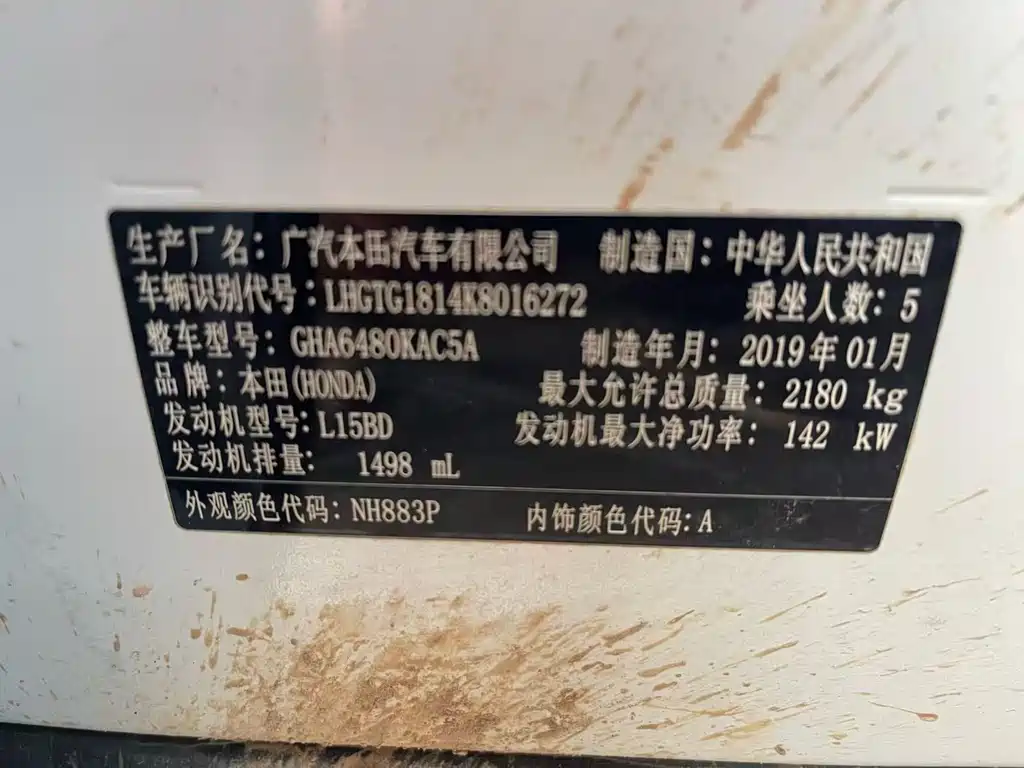 生产厂名：广汽本田汽车有限公司 制造国：中华人民共和国
车辆识别代号：LHGTG1814K8016272 乘坐人数：5
整车型号：GHA6480KAC5A 制造年月：2019年01月
品牌：本田(HONDA) 最大允许总质量：2180 kg
发动机型号：L15BD 发动机最大净功率：142 kW
发动机排量： 1498 mL
外观颜色代码：NH883P 内饰颜色代码：A